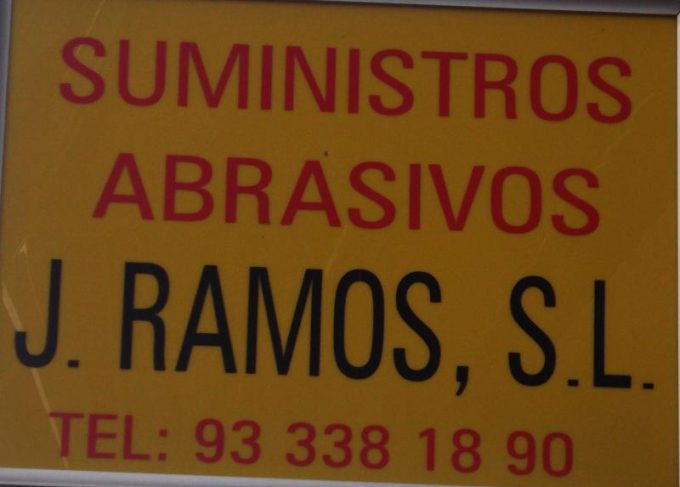 SUMINISTROS
ABRASIVOS
J. RAMOS, S.L.
TEL: 93 338 18 90